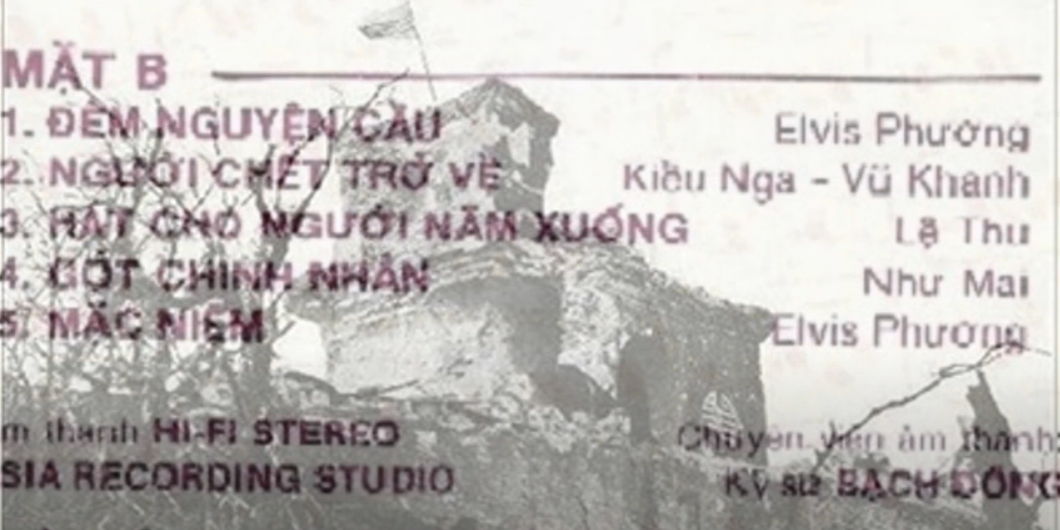 MẶT B
1. ĐÊM NGUYỆN CẦU Elvis Phương
2. NGƯỜI CHẾT TRỞ VỀ Kiều Nga - Vũ Khanh
3. HÁT CHO NGƯỜI NẰM XUỐNG Lệ Thu
4. GÓT CHINH NHÂN Như Mai
5. MẶC NIỆM Elvis Phương
m thanh HI-FI STEREO Chuyên viên âm thanh:
SIA RECORDING STUDIO Kỹ sư BẠCH ĐÔNG